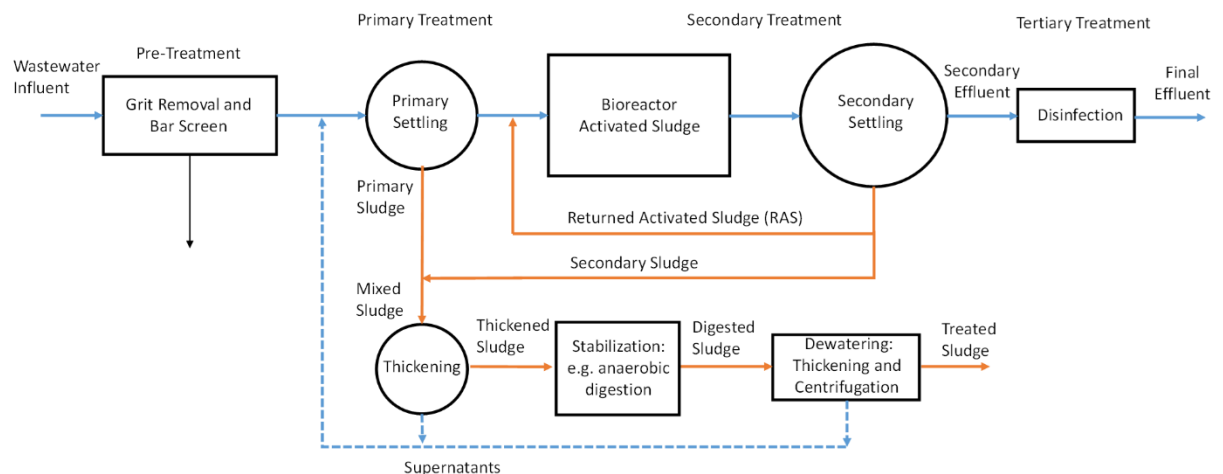 Primary Treatment
Secondary Treatment
Tertiary Treatment
Pre-Treatment
Wastewater
Influent
Grit Removal and
Bar Screen
Primary
Settling
Bioreactor
Activated Sludge
Secondary
Settling
Secondary
Effluent
Disinfection
Final
Effluent
Primary
Sludge
Returned Activated Sludge (RAS)
Secondary Sludge
Mixed
Sludge
Thickening
Thickened
Sludge
Stabilization:
e.g. anaerobic
digestion
Digested
Sludge
Dewatering:
Thickening and
Centrifugation
Treated
Sludge
Supernatants